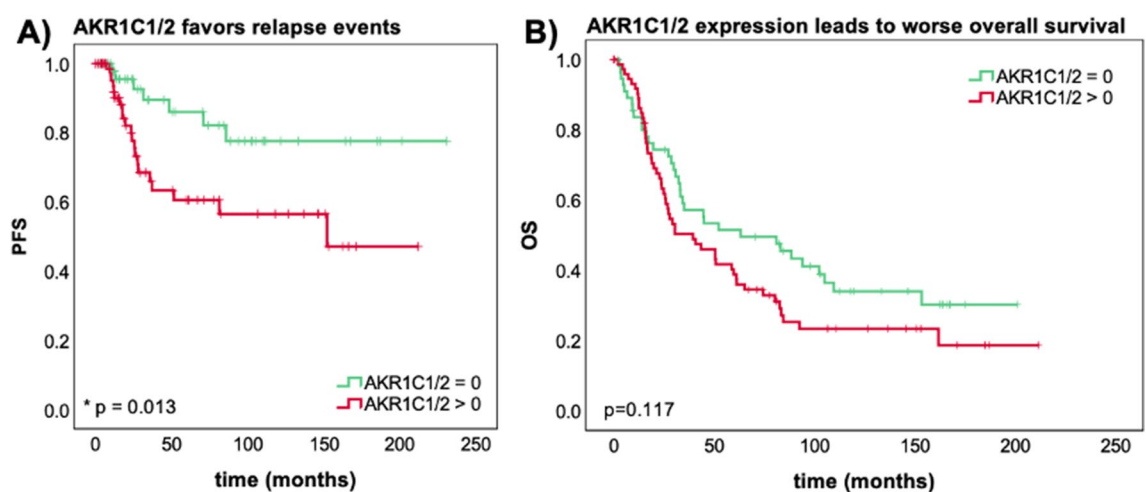 A) AKR1C1/2 favors relapse events
1.0
0.8
0.6
0.4
0.2
0.0
PFS
AKR1C1/2 = 0
AKR1C1/2 > 0
* p = 0.013
0 50 100 150 200 250
time (months)
B) AKR1C1/2 expression leads to worse overall survival
1.0
0.8
0.6
0.4
0.2
0.0
OS
AKR1C1/2 = 0
AKR1C1/2 > 0
p=0.117
0 50 100 150 200 250
time (months)